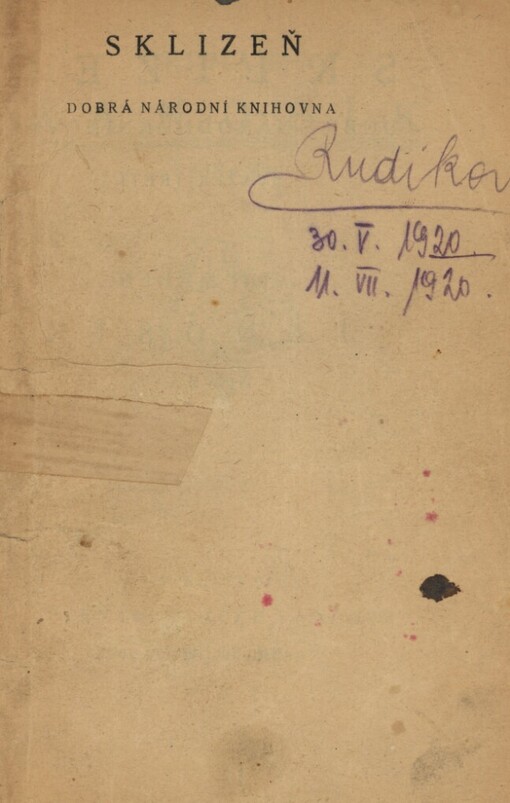 SKLIZEŇ
DOBRÁ NÁRODNÍ KNIHOVNA
Rudikov
30. V. 1920.
11. VII. 1920.